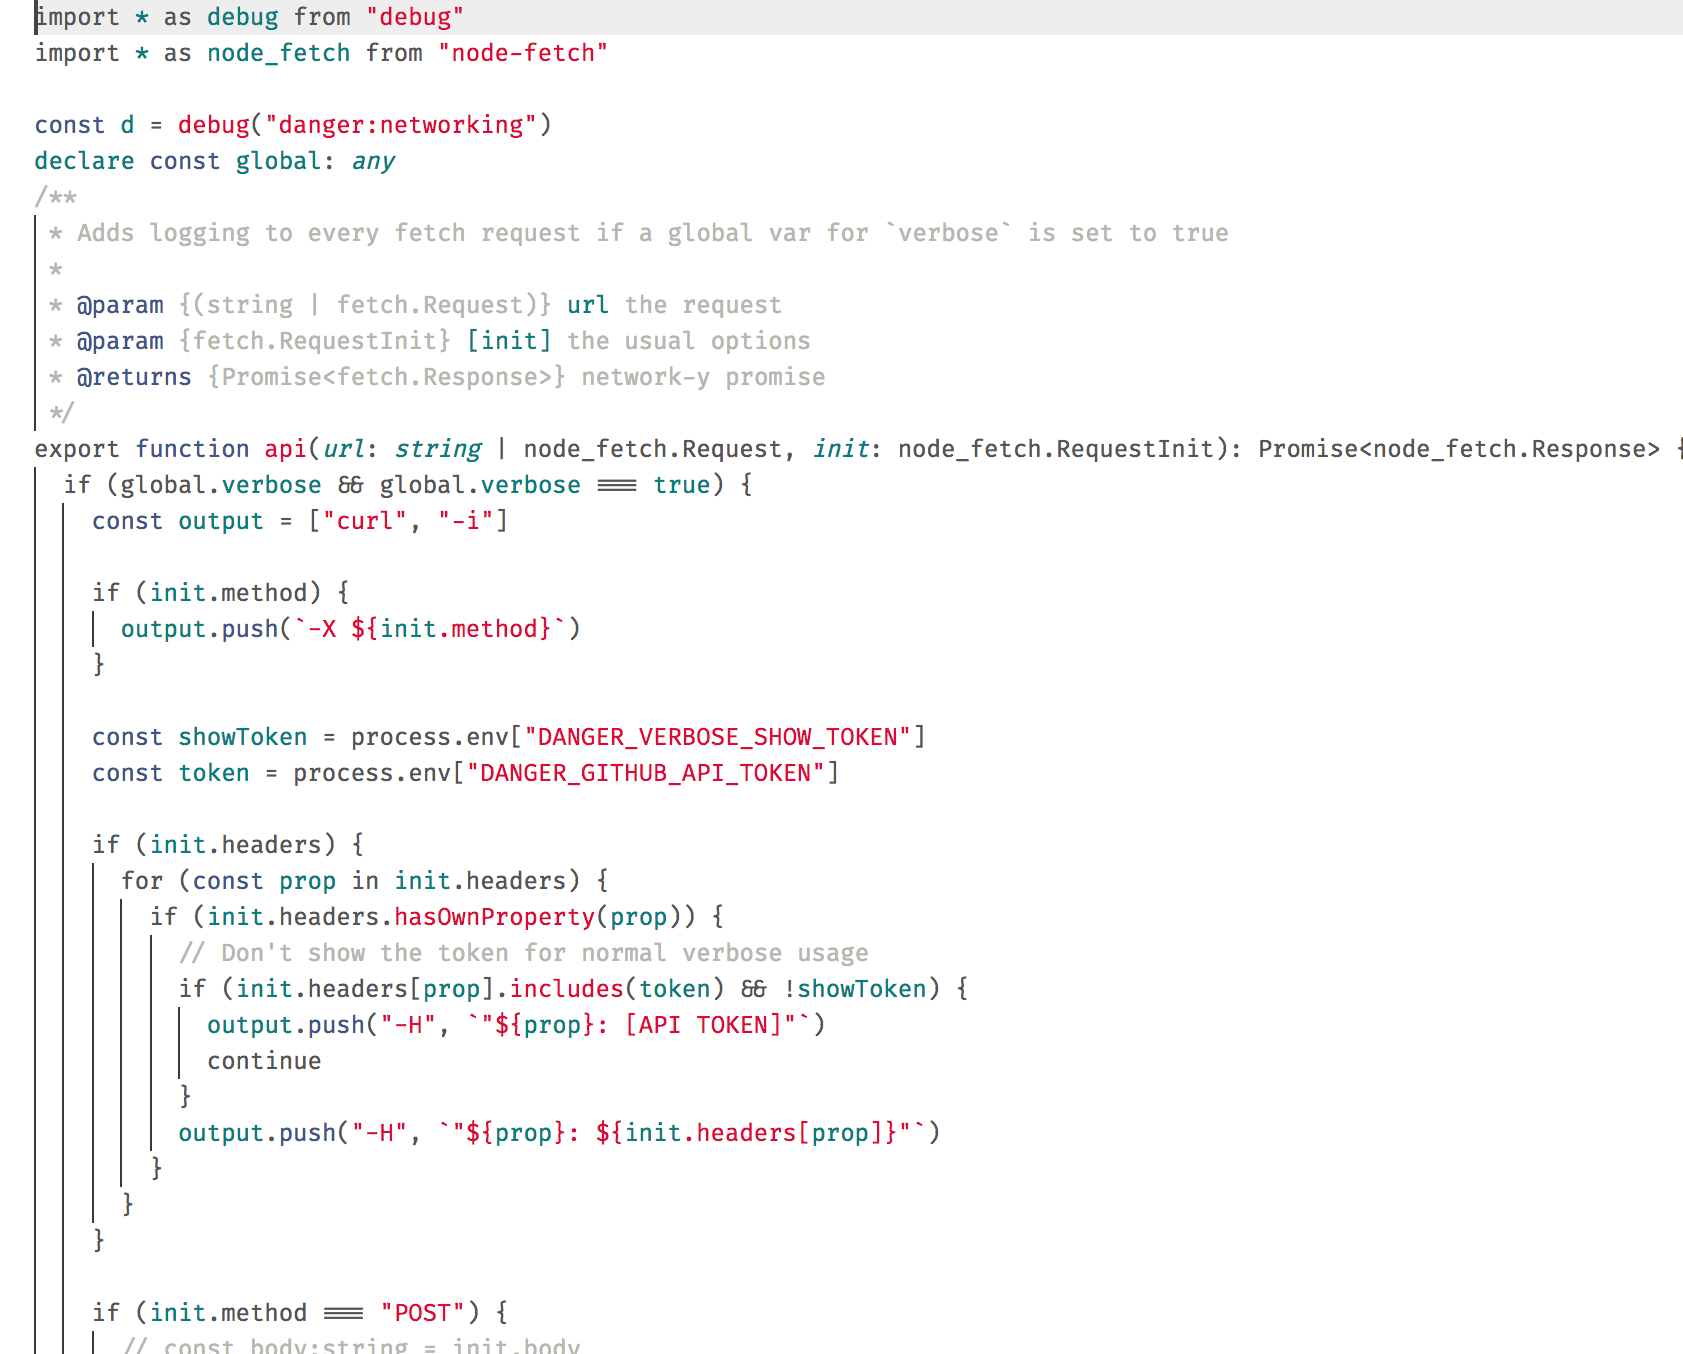 import * as debug from "debug"
import * as node_fetch from "node-fetch"

const d = debug("danger:networking")
declare const global: any
/**
 * Adds logging to every fetch request if a global var for `verbose` is set to true
 *
 * @param {(string | fetch.Request)} url the request
 * @param {fetch.RequestInit} [init] the usual options
 * @returns {Promise<fetch.Response>} network-y promise
 */
export function api(url: string | node_fetch.Request, init: node_fetch.RequestInit): Promise<node_fetch.Response> {
  if (global.verbose && global.verbose === true) {
    const output = ["curl", "-i"]

    if (init.method) {
      output.push(`-X ${init.method}`)
    }

    const showToken = process.env["DANGER_VERBOSE_SHOW_TOKEN"]
    const token = process.env["DANGER_GITHUB_API_TOKEN"]

    if (init.headers) {
      for (const prop in init.headers) {
        if (init.headers.hasOwnProperty(prop)) {
          // Don't show the token for normal verbose usage
          if (init.headers[prop].includes(token) && !showToken) {
            output.push("-H", `"${prop}: [API TOKEN]"`)
            continue
          }
          output.push("-H", `"${prop}: ${init.headers[prop]}"`)
        }
      }
    }

    if (init.method === "POST") {
      // const body:string = init.body